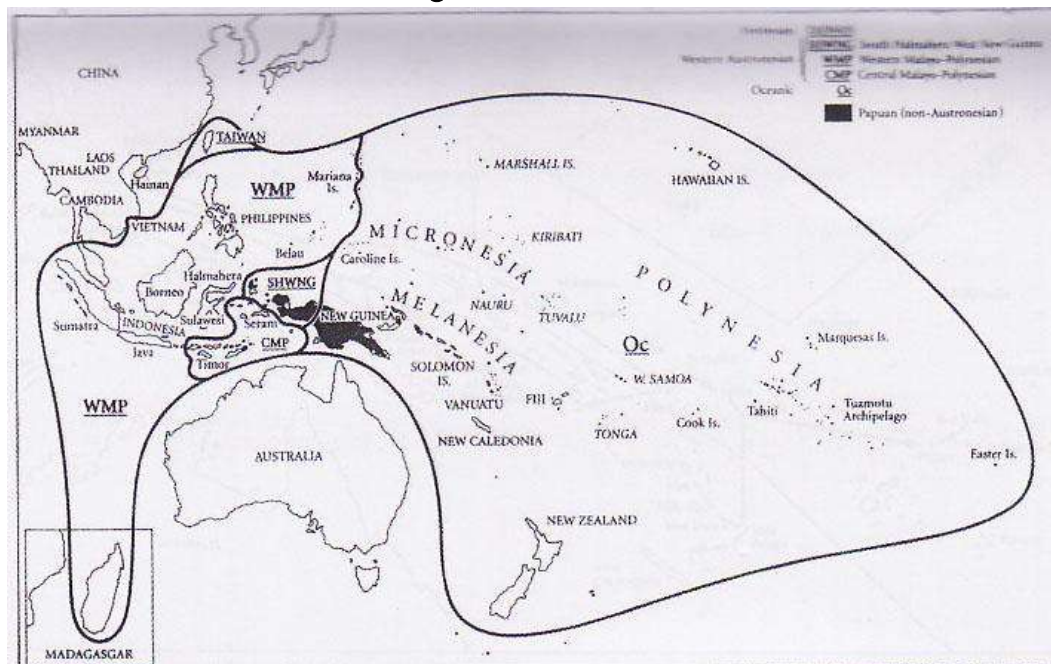 SHWNG South Halmahera/West New Guinea
Western Austronesian WMP Western Malayo-Polynesian
CMP Central Malayo-Polynesian
Oceanic Oc
Papuan (non-Austronesian)
CHINA
MYANMAR
LAOS
THAILAND
CAMBODIA
Hainan
VIETNAM
TAIWAN
WMP
PHILIPPINES
Mariana
Is.
Belau
Caroline Is.
MARSHALL IS.
HAWAIIAN IS.
MICRONESIA
KIRIBATI
POLYNESIA
MELANESIA
NAURU
TUVALU
Halmahera
SHWNG
Borneo
Sulawesi
Seram
NEW GUINEA
Sumatra
INDONESIA
Java
Timor
CMP
SOLOMON
IS.
Oc
Marquesas Is.
W. SAMOA
VANUATU
FIJI
Tahiti
Tuamotu
Archipelago
Cook Is.
TONGA
NEW CALEDONIA
WMP
AUSTRALIA
Easter Is.
NEW ZEALAND
MADAGASGAR